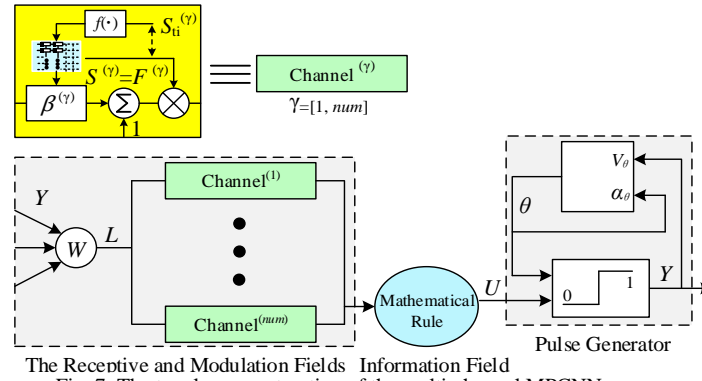 f(·)
S_ti^(γ)
S^(γ)=F^(γ)
β^(γ)
Σ
1
Channel^(γ)
γ=[1, num]
Y
W
L
Channel^(1)
Channel^(num)
Mathematical
Rule
U
V_θ
α_θ
θ
0
1
Y
Pulse Generator
The Receptive and Modulation Fields
Information Field